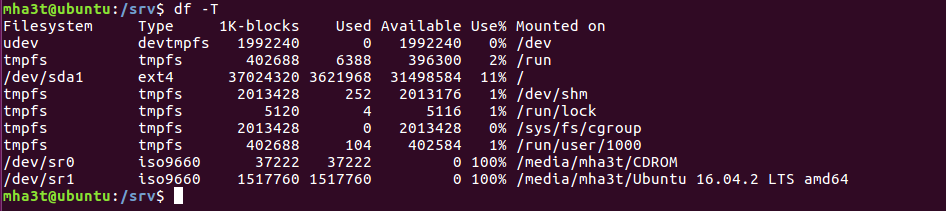 mha3t@ubuntu:/srv$ df -T
Filesystem     Type     1K-blocks    Used Available Use% Mounted on
udev           devtmpfs   1992240       0   1992240   0% /dev
tmpfs          tmpfs       402688    6388    396300   2% /run
/dev/sda1      ext4      37024320 3621968  31498584  11% /
tmpfs          tmpfs      2013428     252   2013176   1% /dev/shm
tmpfs          tmpfs         5120       4      5116   1% /run/lock
tmpfs          tmpfs      2013428       0   2013428   0% /sys/fs/cgroup
tmpfs          tmpfs       402688     104    402584   1% /run/user/1000
/dev/sr0       iso9660      37222   37222         0 100% /media/mha3t/CDROM
/dev/sr1       iso9660    1517760 1517760         0 100% /media/mha3t/Ubuntu 16.04.2 LTS amd64
mha3t@ubuntu:/srv$